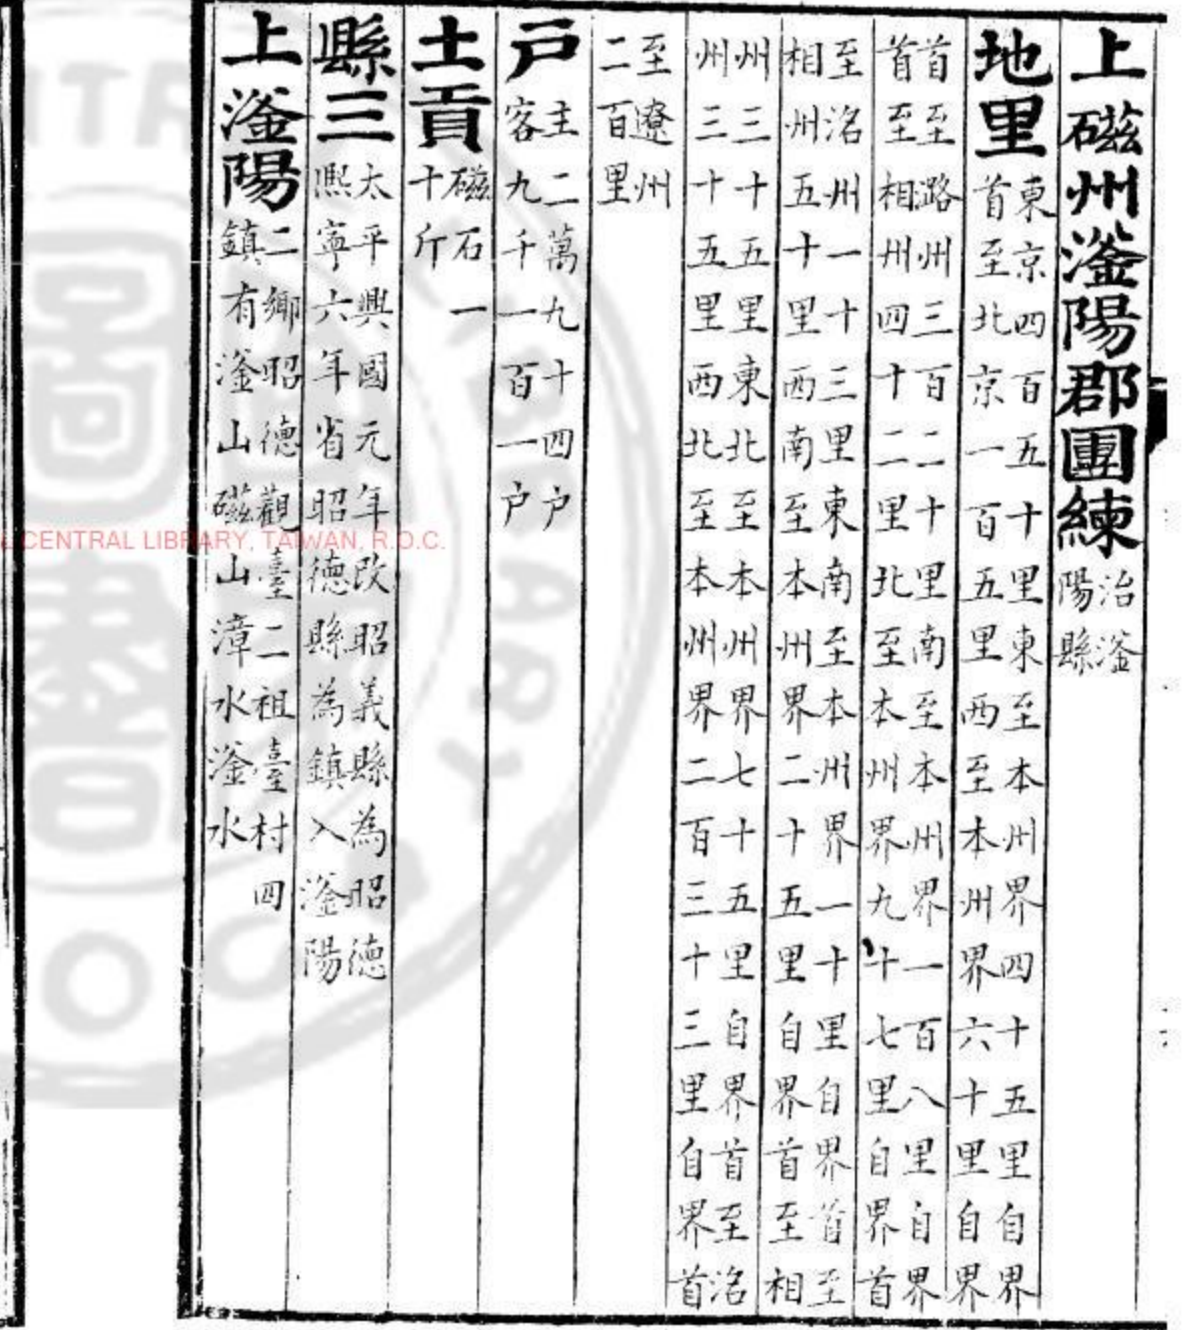 上磁州滏陽郡團練治滏
陽縣
地里東京四百五十里東至本州界四十五里自界
首至北京一百五里西至本州界六十里自界
首至潞州三百二十里南至本州界一百八里自界
首至相州四十二里北至本州界九十七里自界首
至洺州一十三里東南至本州界一十里自界首至
相州五十里西南至本州界二十五里自界首至相
州三十五里東北至本州界七十五里自界首至洺
州三十五里西北至本州界二百三十三里自界首
至遼州
二百里
戸主二萬九十四户
客九千一百一户
土貢磁石一
十斤
縣三太平興國元年改昭義縣為昭德
熙寧六年省昭德縣為鎮入滏陽
上滏陽二鄉昭德觀臺二祖臺村四
鎮有滏山磁山漳水滏水
CENTRAL LIBRARY, TAIWAN, R.O.C.